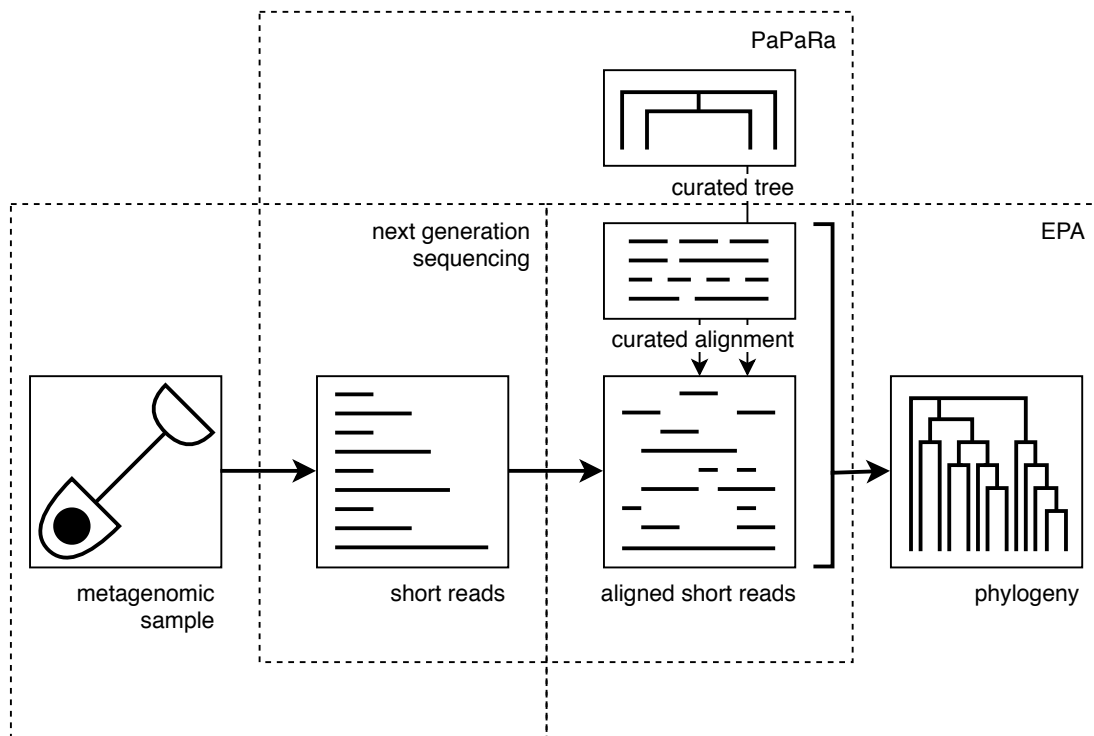 PaPaRa
curated tree
next generation
sequencing
EPA
curated alignment
metagenomic
sample
short reads
aligned short reads
phylogeny